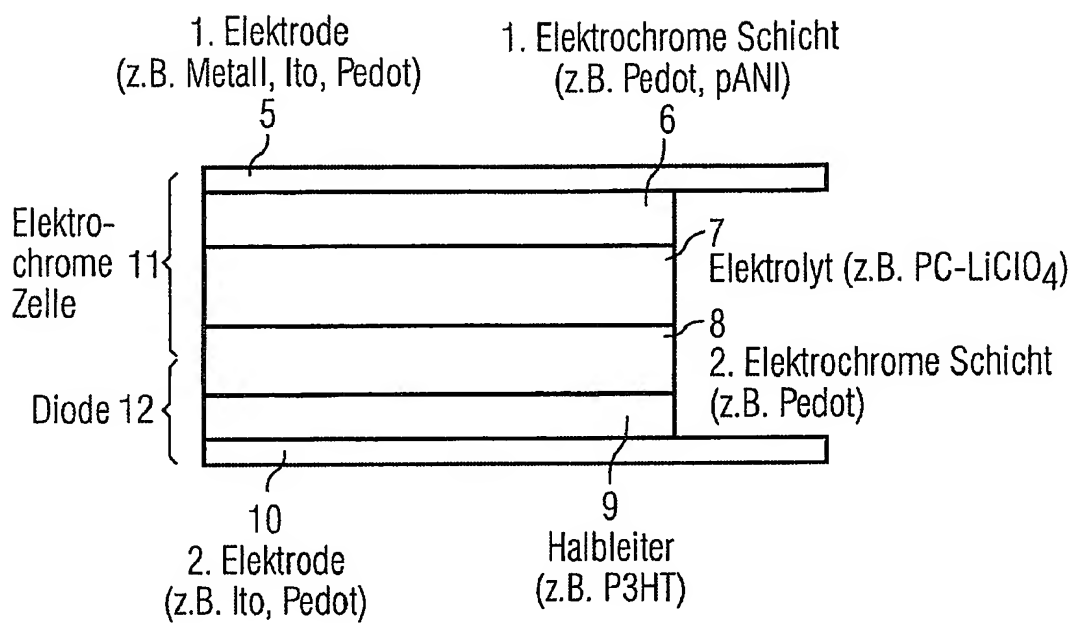 1. Elektrode
(z.B. Metall, Ito, Pedot)
5
1. Elektrochrome Schicht
(z.B. Pedot, pANI)
6
Elektro-
chrome 11
Zelle
7
Elektrolyt (z.B. PC-LiClO4)
8
2. Elektrochrome Schicht
(z.B. Pedot)
Diode 12
10
2. Elektrode
(z.B. Ito, Pedot)
9
Halbleiter
(z.B. P3HT)